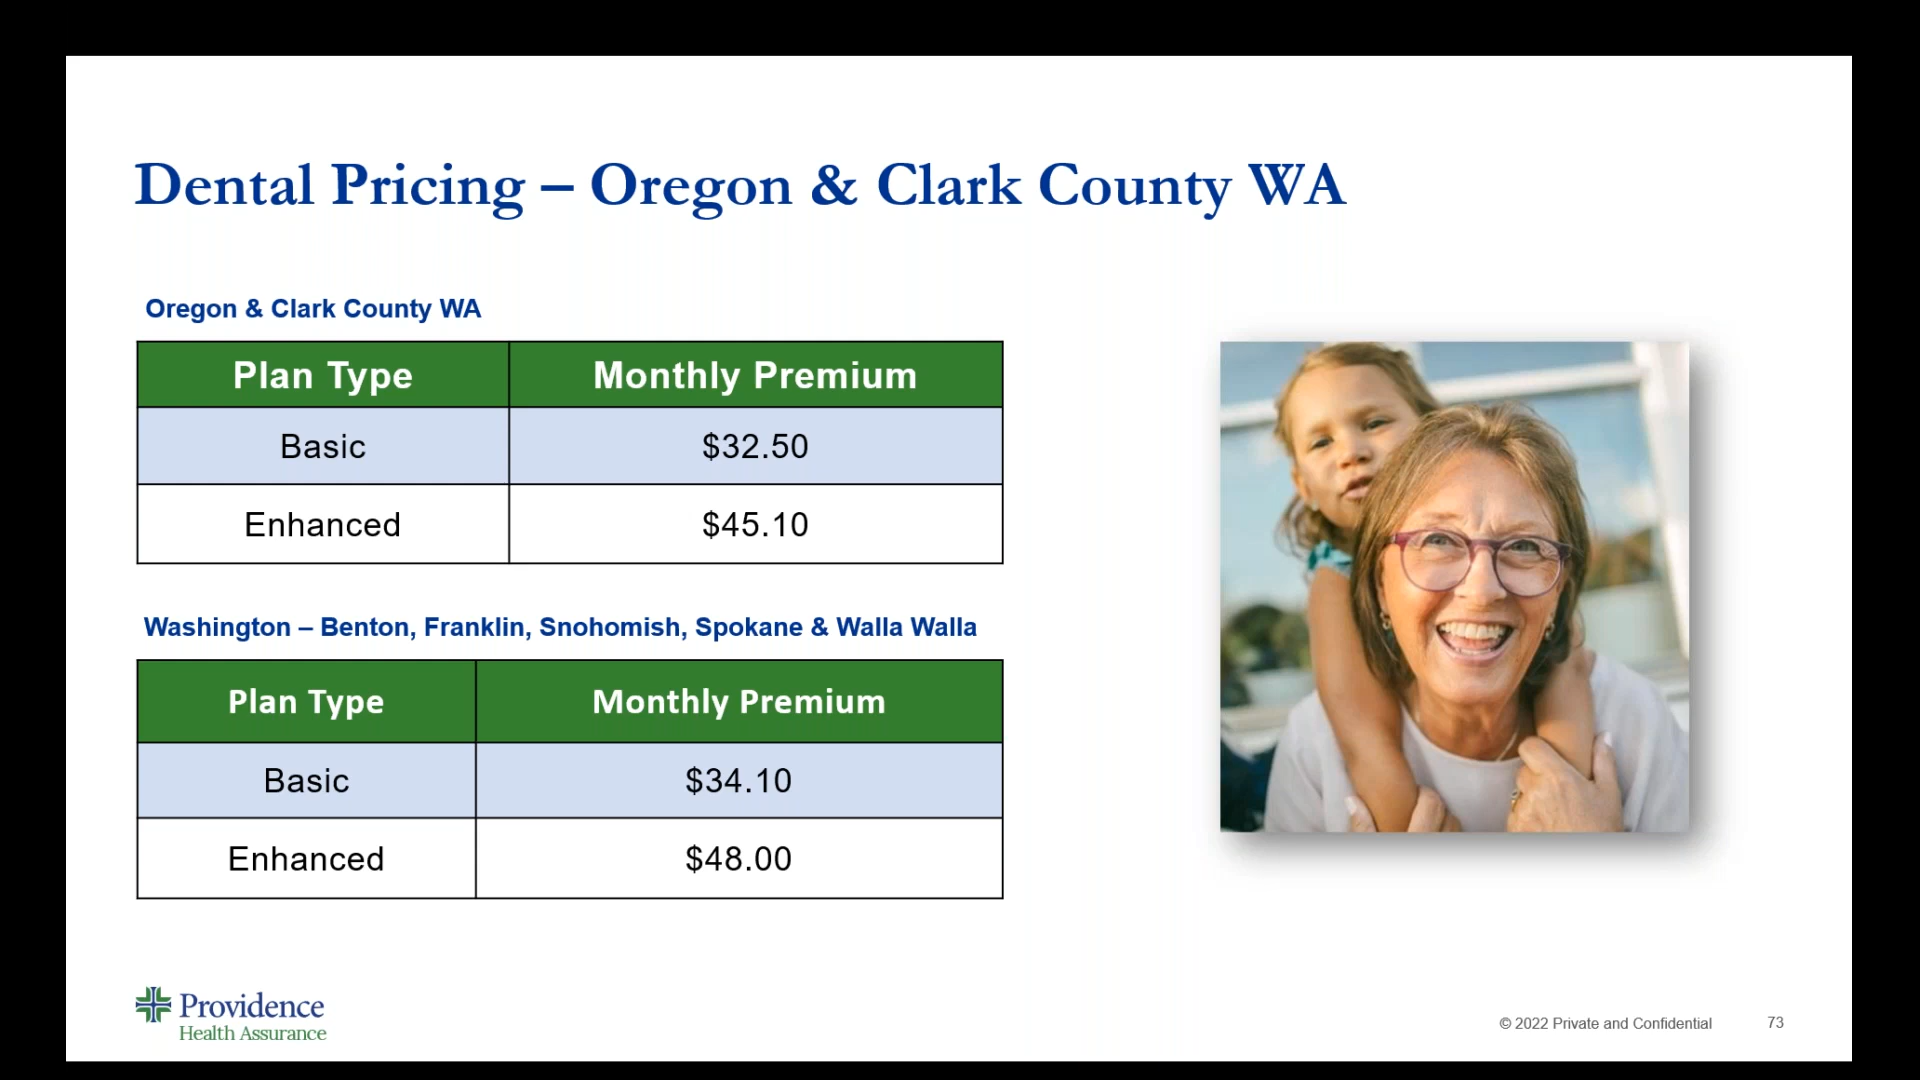 Dental Pricing – Oregon & Clark County WA
Oregon & Clark County WA
Plan Type Monthly Premium
Basic $32.50
Enhanced $45.10
Washington – Benton, Franklin, Snohomish, Spokane & Walla Walla
Plan Type Monthly Premium
Basic $34.10
Enhanced $48.00
Providence
Health Assurance
© 2022 Private and Confidential 73